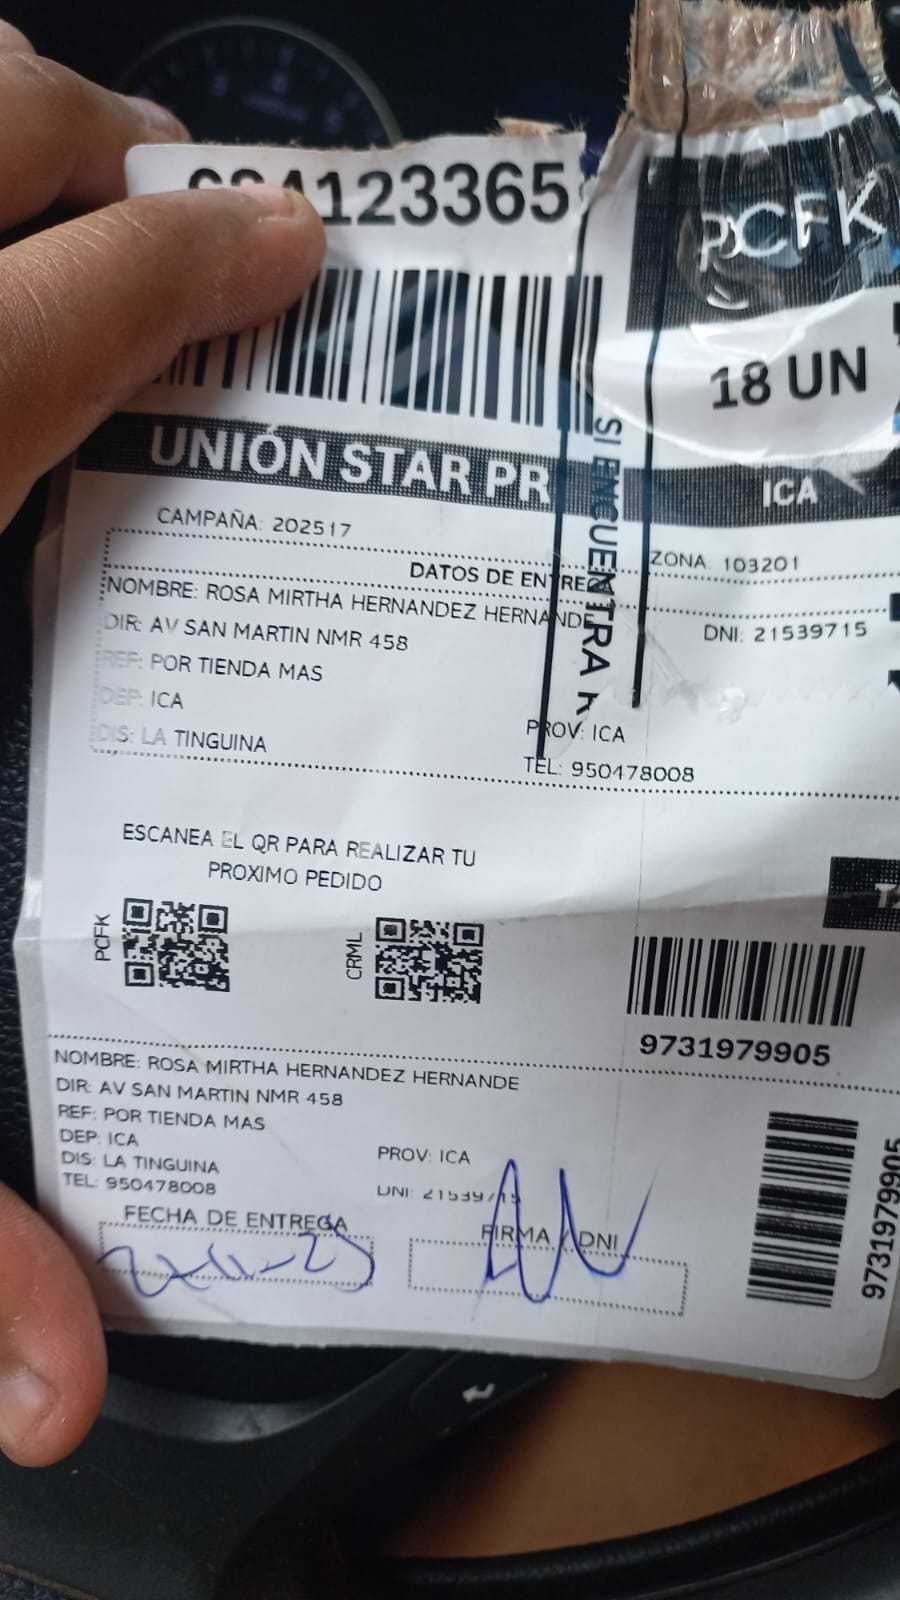 4123365
PCFK
18 UN
UNIÓN STAR PR
ICA
SI ENCUENTRA
CAMPAÑA: 202517
ZONA: 103201
DATOS DE ENTREGA
NOMBRE: ROSA MIRTHA HERNANDEZ HERNANDE
DNI: 21539715
DIR: AV SAN MARTIN NMR 458
REF: POR TIENDA MAS
DEP: ICA
PROV: ICA
DIS: LA TINGUINA
TEL: 950478008
ESCANEA EL QR PARA REALIZAR TU
PROXIMO PEDIDO
PCFK
CRML
9731979905
NOMBRE: ROSA MIRTHA HERNANDEZ HERNANDE
DIR: AV SAN MARTIN NMR 458
REF: POR TIENDA MAS
DEP: ICA
PROV: ICA
DIS: LA TINGUINA
TEL: 950478008
DNI: 21539715
FECHA DE ENTREGA
FIRMA / DNI
9731979905